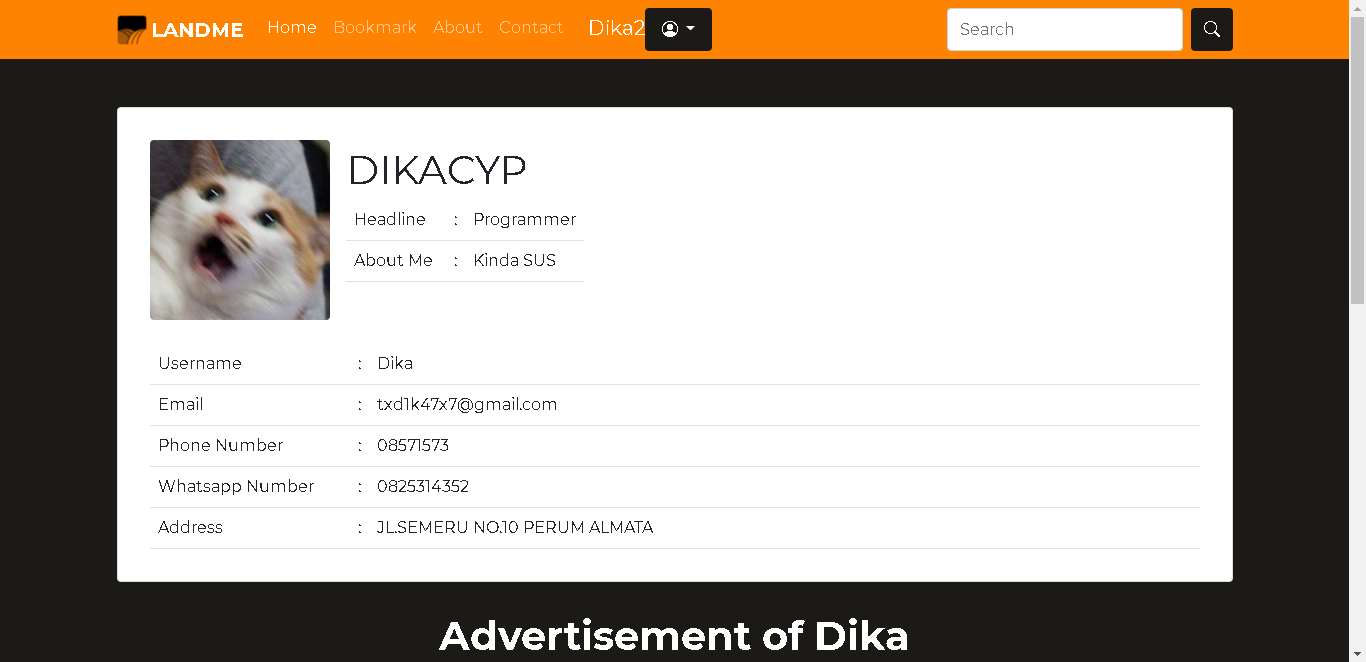 LANDME Home Bookmark About Contact Dika2 Search
DIKACYP
Headline : Programmer
About Me : Kinda SUS
Username : Dika
Email : txd1k47x7@gmail.com
Phone Number : 08571573
Whatsapp Number : 0825314352
Address : JL.SEMERU NO.10 PERUM ALMATA
Advertisement of Dika